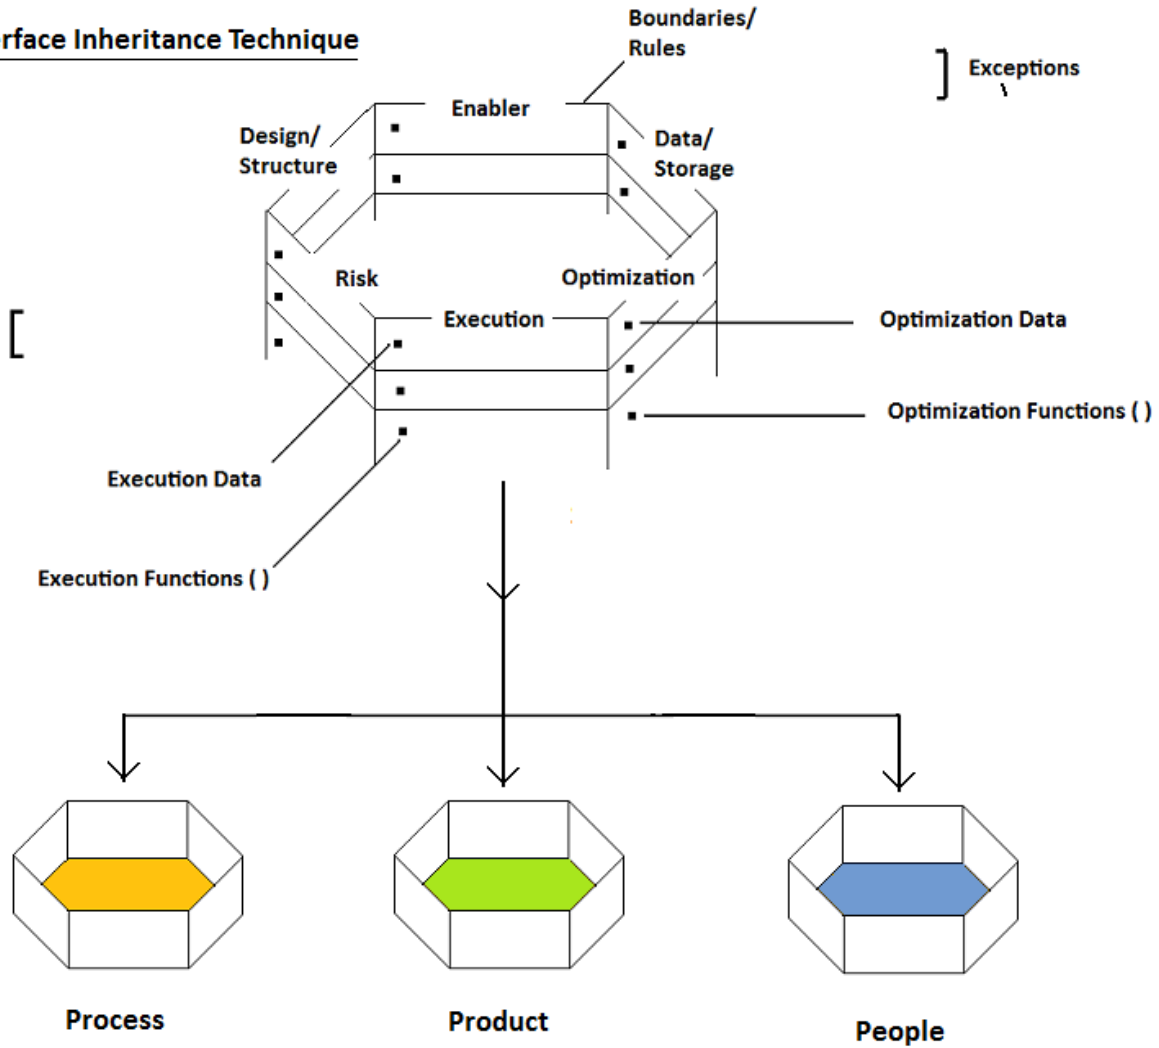 erface Inheritance Technique
Boundaries/
Rules
Exceptions
Enabler
Design/
Structure
Data/
Storage
Risk
Optimization
Execution
Optimization Data
Optimization Functions ( )
Execution Data
Execution Functions ( )
Process
Product
People